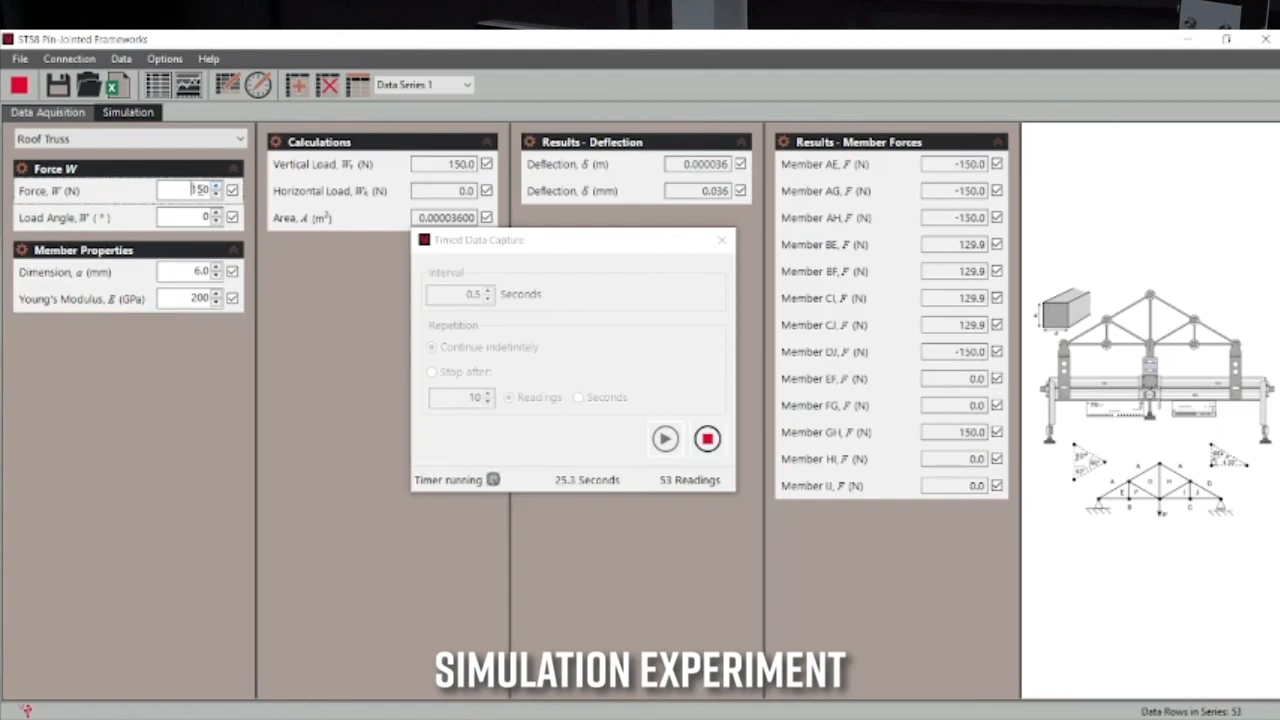 STS8 Pin-Jointed Frameworks
File Connection Data Options Help
Data Series 1
Data Aquisition Simulation
Roof Truss
Force W
Force, W (N) 150
Load Angle, W (°) 0
Member Properties
Dimension, a (mm) 6.0
Young's Modulus, E (GPa) 200
Calculations
Vertical Load, Wᵥ (N) 150.0
Horizontal Load, Wₕ (N) 0.0
Area, A (m²) 0.00003600
Results - Deflection
Deflection, δ (m) 0.000036
Deflection, δ (mm) 0.036
Results - Member Forces
Member AE, F (N) -150.0
Member AG, F (N) -150.0
Member AH, F (N) -150.0
Member BE, F (N) 129.9
Member BF, F (N) 129.9
Member CI, F (N) 129.9
Member CJ, F (N) 129.9
Member DJ, F (N) -150.0
Member EF, F (N) 0.0
Member FG, F (N) 0.0
Member GH, F (N) 150.0
Member HI, F (N) 0.0
Member IJ, F (N) 0.0
Timed Data Capture
Interval
0.5 Seconds
Repetition
Continue indefinitely
Stop after:
10 Readings Seconds
Timer running 25.3 Seconds 53 Readings
A A
A E F G H I J D
B C
W
SIMULATION EXPERIMENT
Data Rows in Series: 53